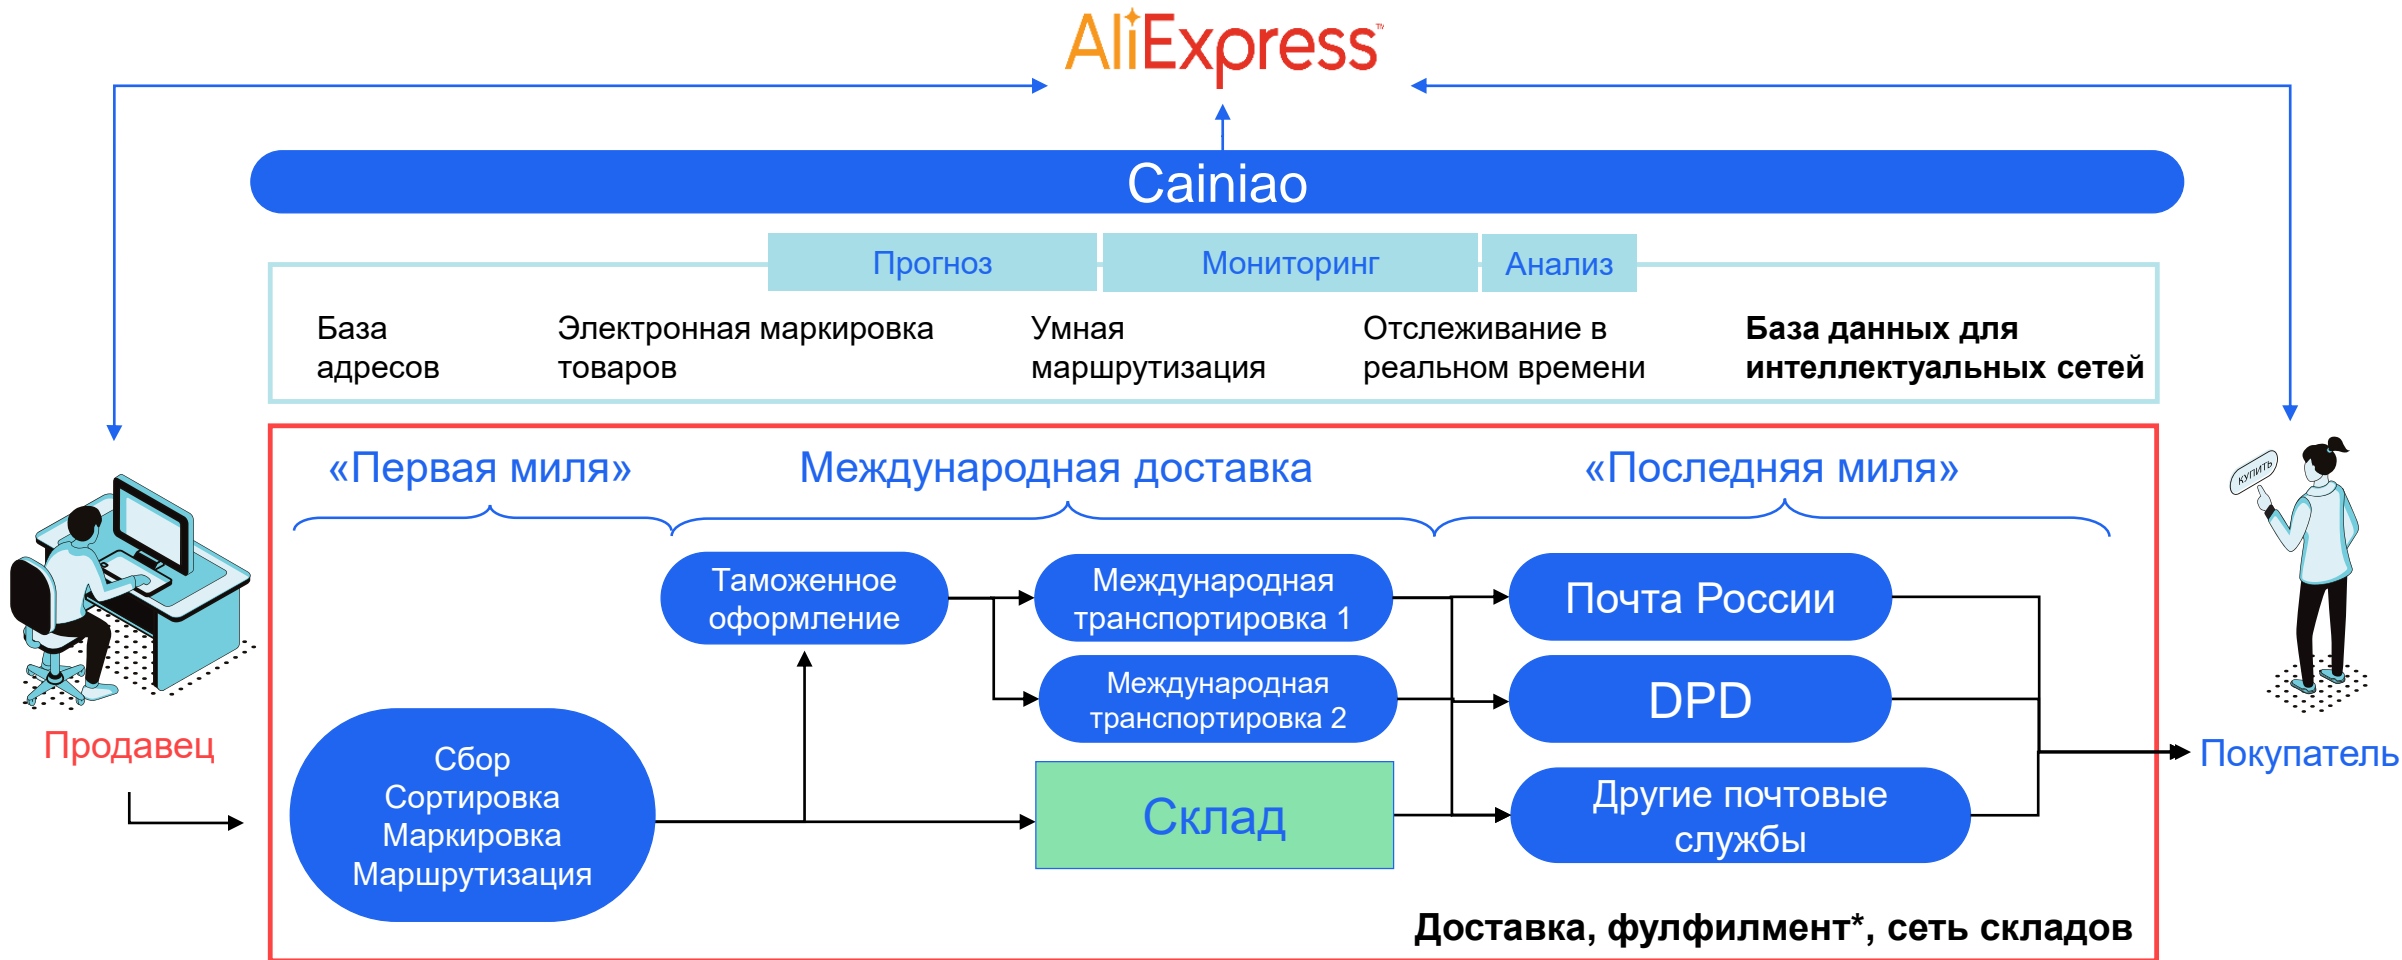 AliExpress™
Cainiao
Прогноз
Мониторинг
Анализ
База
адресов
Электронная маркировка
товаров
Умная
маршрутизация
Отслеживание в
реальном времени
База данных для
интеллектуальных сетей
«Первая миля»
Международная доставка
«Последняя миля»
КУПИТЬ
Таможенное
оформление
Международная
транспортировка 1
Почта России
Международная
транспортировка 2
DPD
Продавец
Покупатель
Сбор
Сортировка
Маркировка
Маршрутизация
Склад
Другие почтовые
службы
Доставка, фулфилмент*, сеть складов